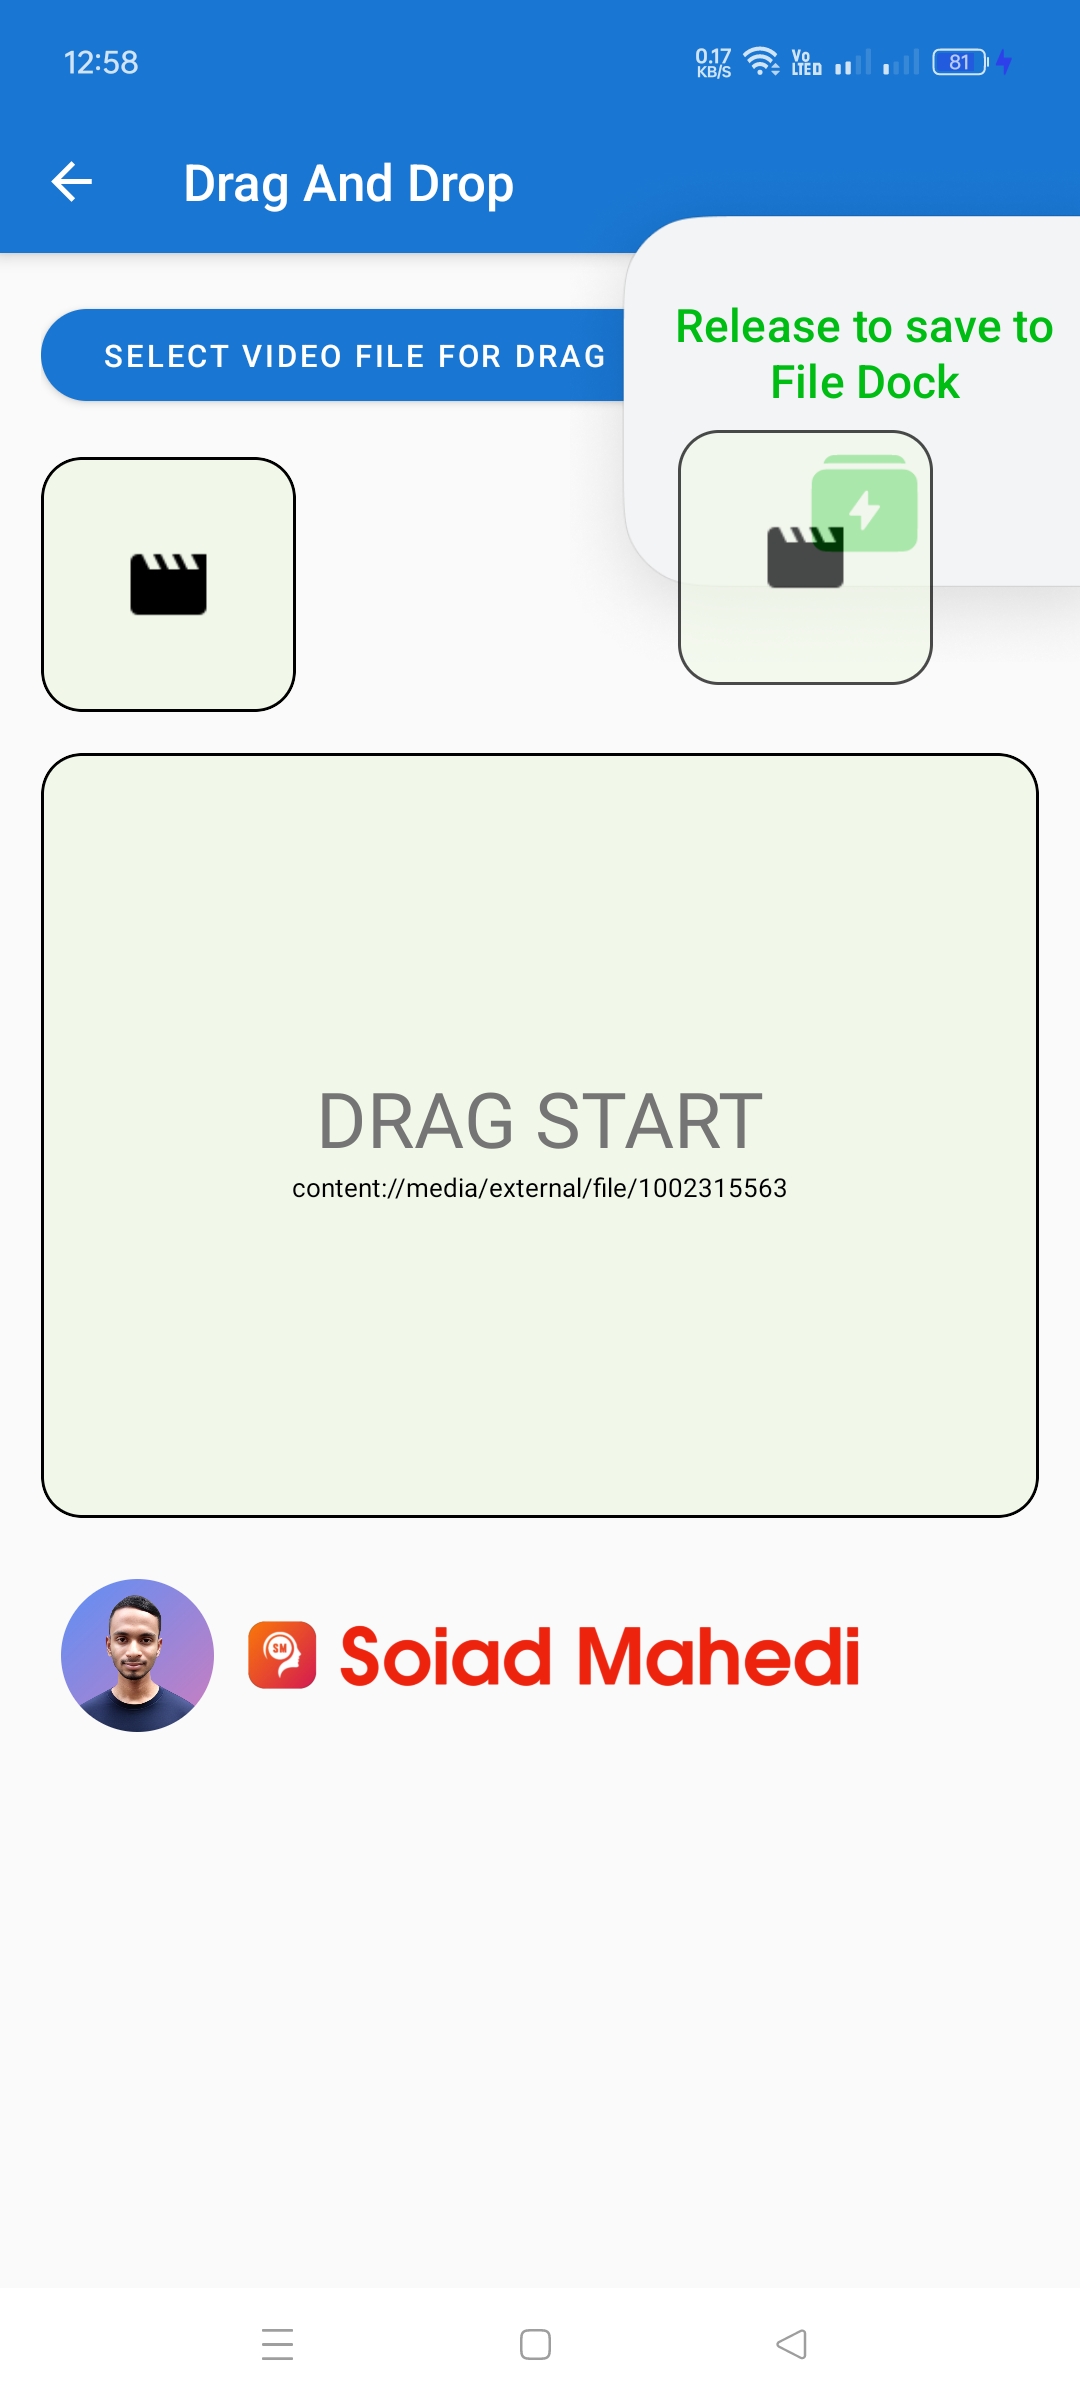 12:58
0.17
KB/S
Vo
LTED
81
Drag And Drop
Release to save to
File Dock
SELECT VIDEO FILE FOR DRAG
DRAG START
content://media/external/file/1002315563
SM
Soiad Mahedi